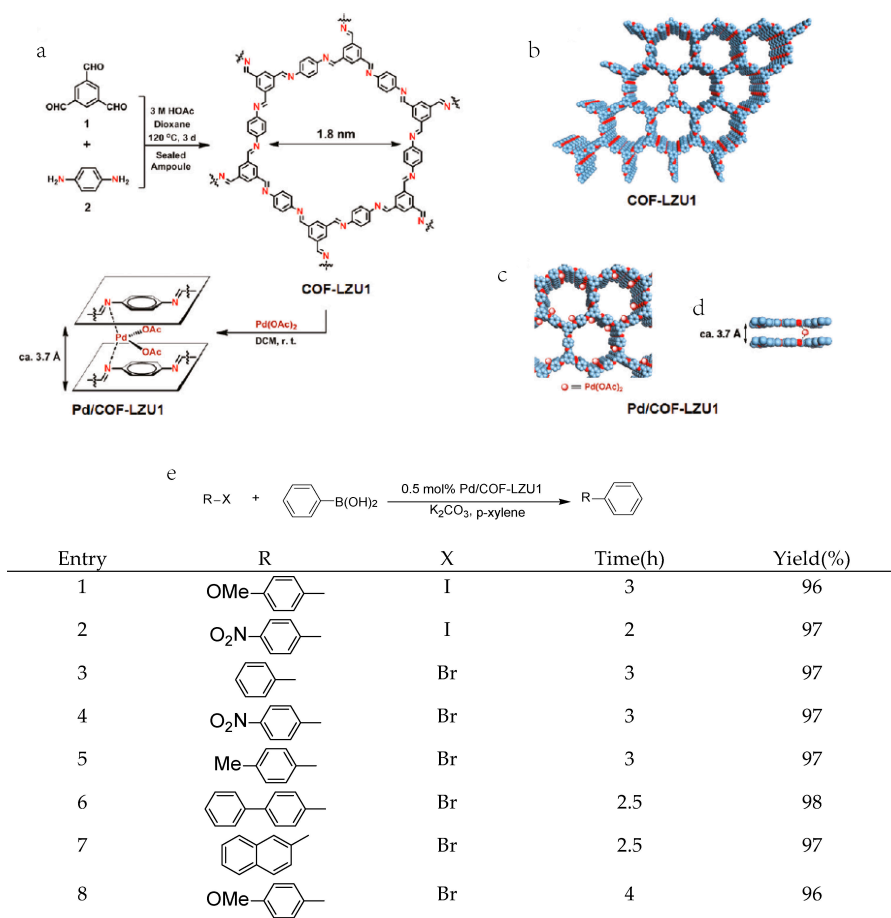 a
CHO
OHC
CHO
1
+
H₂N
NH₂
2
3 M HOAc
Dioxane
120 °C, 3 d
Sealed
Ampoule
1.8 nm
COF-LZU1
Pd(OAc)₂
DCM, r. t.
ca. 3.7 Å
N
N
OAc
Pd
OAc
N
N
Pd/COF-LZU1
b
COF-LZU1
c
Pd(OAc)₂
d
ca. 3.7 Å
Pd/COF-LZU1
e
R–X + B(OH)₂ 0.5 mol% Pd/COF-LZU1 R
K₂CO₃, p-xylene
Entry R X Time(h) Yield(%)
1 OMe I 3 96
2 O₂N I 2 97
3 Br 3 97
4 O₂N Br 3 97
5 Me Br 3 97
6 Br 2.5 98
7 Br 2.5 97
8 OMe Br 4 96